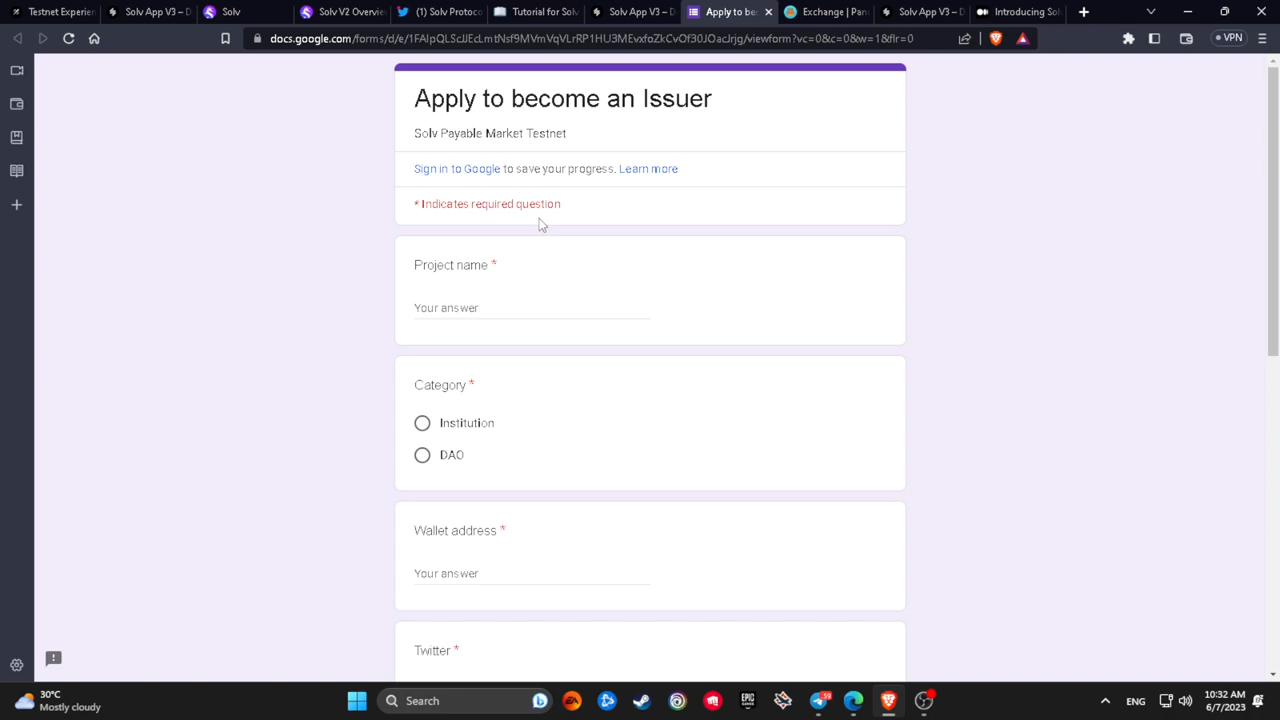 Testnet Experien
Solv App V3 – D
Solv
Solv V2 Overvie
(1) Solv Protoco
Tutorial for Solv
Solv App V3 – D
Apply to be
Exchange | Pan
Solv App V3 – D
Introducing Sol
docs.google.com/forms/d/e/1FAIpQLScJJEcLmtNsf9MVmVqVLrRP1HU3MEvxfoZkCvOf30JOacJrjg/viewform?vc=0&c=0&w=1&flr=0
VPN
Apply to become an Issuer
Solv Payable Market Testnet
Sign in to Google to save your progress. Learn more
* Indicates required question
Project name *
Your answer
Category *
Institution
DAO
Wallet address *
Your answer
Twitter *
30°C
Mostly cloudy
Search
EPIC
GAMES
59
ENG
10:32 AM
6/7/2023